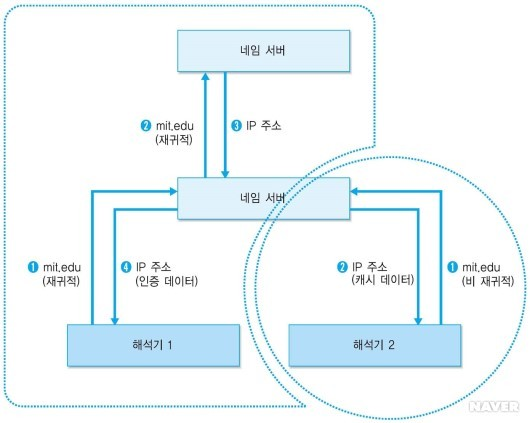 네임 서버
❷ mit.edu
(재귀적)
❸ IP 주소
네임 서버
❶ mit.edu
(재귀적)
❹ IP 주소
(인증 데이터)
❷ IP 주소
(캐시 데이터)
❶ mit.edu
(비 재귀적)
해석기 1
해석기 2
NAVER